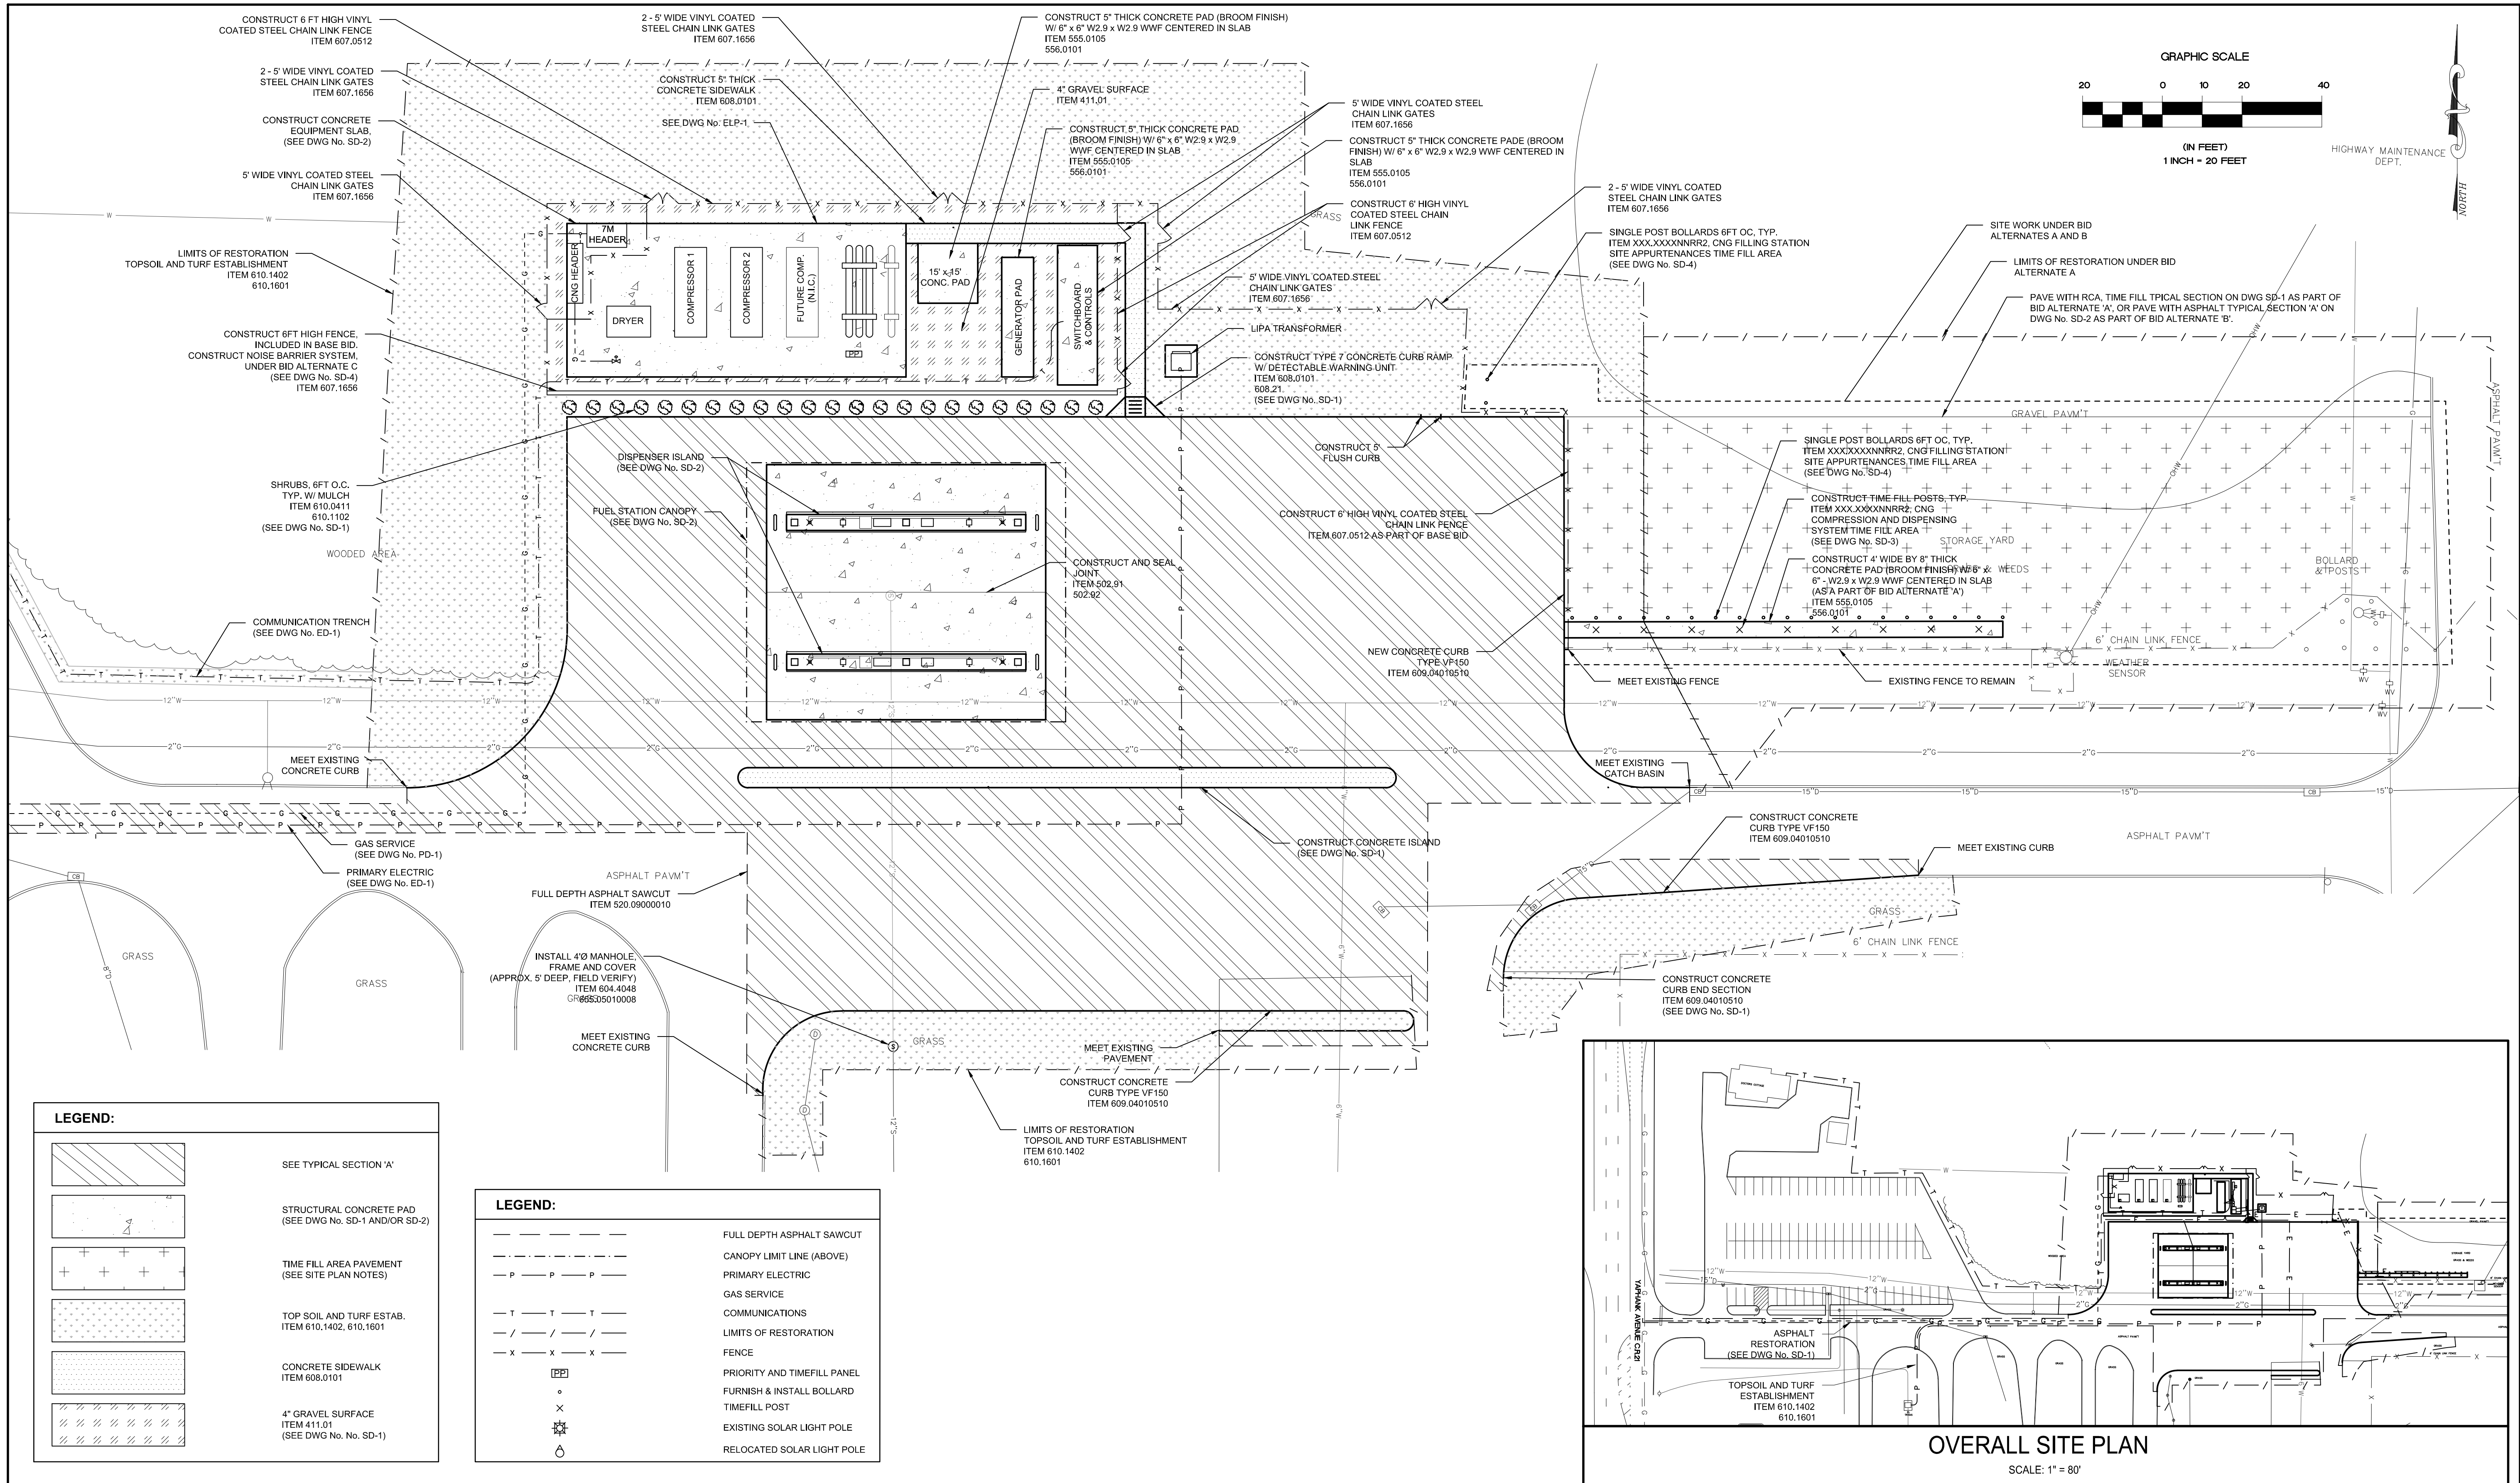 CONSTRUCT 6 FT HIGH VINYL
COATED STEEL CHAIN LINK FENCE
ITEM 607.0512
2 - 5' WIDE VINYL COATED
STEEL CHAIN LINK GATES
ITEM 607.1656
CONSTRUCT CONCRETE
EQUIPMENT SLAB,
(SEE DWG No. SD-2)
5' WIDE VINYL COATED STEEL
CHAIN LINK GATES
ITEM 607.1656
LIMITS OF RESTORATION
TOPSOIL AND TURF ESTABLISHMENT
ITEM 610.1402
610.1601
CONSTRUCT 6FT HIGH FENCE,
INCLUDED IN BASE BID.
CONSTRUCT NOISE BARRIER SYSTEM,
UNDER BID ALTERNATE C
(SEE DWG No. SD-4)
ITEM 607.1656
SHRUBS, 6FT O.C.
TYP. W/ MULCH
ITEM 610.0411
610.1102
(SEE DWG No. SD-1)
WOODED AREA
COMMUNICATION TRENCH
(SEE DWG No. ED-1)
MEET EXISTING
CONCRETE CURB
GAS SERVICE
(SEE DWG No. PD-1)
PRIMARY ELECTRIC
(SEE DWG No. ED-1)
2 - 5' WIDE VINYL COATED
STEEL CHAIN LINK GATES
ITEM 607.1656
CONSTRUCT 5" THICK
CONCRETE SIDEWALK
ITEM 608.0101
SEE DWG No. ELP-1
CONSTRUCT 5" THICK CONCRETE PAD (BROOM FINISH)
W/ 6" x 6" W2.9 x W2.9 WWF CENTERED IN SLAB
ITEM 555.0105
556.0101
4" GRAVEL SURFACE
ITEM 411.01
CONSTRUCT 5" THICK CONCRETE PAD
(BROOM FINISH) W/ 6" x 6" W2.9 x W2.9
WWF CENTERED IN SLAB
ITEM 555.0105
556.0101
5' WIDE VINYL COATED STEEL
CHAIN LINK GATES
ITEM 607.1656
CONSTRUCT 5" THICK CONCRETE PADE (BROOM
FINISH) W/ 6" x 6" W2.9 x W2.9 WWF CENTERED IN
SLAB
ITEM 555.0105
556.0101
CONSTRUCT 6' HIGH VINYL
COATED STEEL CHAIN
LINK FENCE
ITEM 607.0512
GRASS
5' WIDE VINYL COATED STEEL
CHAIN LINK GATES
ITEM 607.1656
LIPA TRANSFORMER
CONSTRUCT TYPE 7 CONCRETE CURB RAMP
W/ DETECTABLE WARNING UNIT
ITEM 608.0101
608.21
(SEE DWG No. SD-1)
7M
HEADER
CNG HEADER
DRYER
COMPRESSOR 1
COMPRESSOR 2
FUTURE COMP.
(N.I.C.)
PP
15' x 15'
CONC. PAD
GENERATOR PAD
SWITCHBOARD
& CONTROLS
2 - 5' WIDE VINYL COATED
STEEL CHAIN LINK GATES
ITEM 607.1656
SINGLE POST BOLLARDS 6FT OC, TYP.
ITEM XXX.XXXXNNRR2, CNG FILLING STATION
SITE APPURTENANCES TIME FILL AREA
(SEE DWG No. SD-4)
GRAPHIC SCALE
20 0 10 20 40
(IN FEET)
1 INCH = 20 FEET
HIGHWAY MAINTENANCE
DEPT.
NORTH
SITE WORK UNDER BID
ALTERNATES A AND B
LIMITS OF RESTORATION UNDER BID
ALTERNATE A
PAVE WITH RCA, TIME FILL TPICAL SECTION ON DWG SD-1 AS PART OF
BID ALTERNATE 'A', OR PAVE WITH ASPHALT TYPICAL SECTION 'A' ON
DWG No. SD-2 AS PART OF BID ALTERNATE 'B'.
OHW
GRAVEL PAVM'T
ASPHALT PAVM'T
DISPENSER ISLAND
(SEE DWG No. SD-2)
FUEL STATION CANOPY
(SEE DWG No. SD-2)
CONSTRUCT AND SEAL
JOINT
ITEM 502.91
502.92
CONSTRUCT 5'
FLUSH CURB
CONSTRUCT 6' HIGH VINYL COATED STEEL
CHAIN LINK FENCE
ITEM 607.0512 AS PART OF BASE BID
NEW CONCRETE CURB
TYPE VF150
ITEM 609.04010510
SINGLE POST BOLLARDS 6FT OC, TYP.
ITEM XXX.XXXXNNRR2, CNG FILLING STATION
SITE APPURTENANCES TIME FILL AREA
(SEE DWG No. SD-4)
CONSTRUCT TIME FILL POSTS, TYP.
ITEM XXX.XXXXNNRR2, CNG
COMPRESSION AND DISPENSING
SYSTEM TIME FILL AREA
(SEE DWG No. SD-3)
STORAGE YARD
CONSTRUCT 4' WIDE BY 8" THICK
CONCRETE PAD (BROOM FINISH) W/ 6" x
6" - W2.9 x W2.9 WWF CENTERED IN SLAB
(AS A PART OF BID ALTERNATE 'A')
ITEM 555.0105
556.0101
& WEEDS
BOLLARD
& POSTS
6' CHAIN LINK FENCE
WEATHER
SENSOR
WV
WV
WV
MEET EXISTING FENCE
EXISTING FENCE TO REMAIN
12"W
2"G
MEET EXISTING
CATCH BASIN
CB
15"D
15"D
15"D
CB
15"D
ASPHALT PAVM'T
CONSTRUCT CONCRETE ISLAND
(SEE DWG No. SD-1)
CONSTRUCT CONCRETE
CURB TYPE VF150
ITEM 609.04010510
MEET EXISTING CURB
GRASS
6' CHAIN LINK FENCE
CONSTRUCT CONCRETE
CURB END SECTION
ITEM 609.04010510
(SEE DWG No. SD-1)
CB
8"D
GRASS
GRASS
ASPHALT PAVM'T
FULL DEPTH ASPHALT SAWCUT
ITEM 520.09000010
INSTALL 4'Ø MANHOLE,
FRAME AND COVER
(APPROX. 5' DEEP, FIELD VERIFY)
ITEM 604.4048
655.05010008
MEET EXISTING
CONCRETE CURB
GRASS
12"S
6"W
MEET EXISTING
PAVEMENT
CONSTRUCT CONCRETE
CURB TYPE VF150
ITEM 609.04010510
LIMITS OF RESTORATION
TOPSOIL AND TURF ESTABLISHMENT
ITEM 610.1402
610.1601
LEGEND:
SEE TYPICAL SECTION 'A'
STRUCTURAL CONCRETE PAD
(SEE DWG No. SD-1 AND/OR SD-2)
TIME FILL AREA PAVEMENT
(SEE SITE PLAN NOTES)
TOP SOIL AND TURF ESTAB.
ITEM 610.1402, 610.1601
CONCRETE SIDEWALK
ITEM 608.0101
4" GRAVEL SURFACE
ITEM 411.01
(SEE DWG No. No. SD-1)
LEGEND:
FULL DEPTH ASPHALT SAWCUT
CANOPY LIMIT LINE (ABOVE)
P P P PRIMARY ELECTRIC
GAS SERVICE
T T T COMMUNICATIONS
LIMITS OF RESTORATION
X X X FENCE
PP PRIORITY AND TIMEFILL PANEL
FURNISH & INSTALL BOLLARD
TIMEFILL POST
EXISTING SOLAR LIGHT POLE
RELOCATED SOLAR LIGHT POLE
YAPHANK AVENUE CR21
12"W
15"D
12"W
2"G
12"W
2"G
12"W
2"G
ASPHALT
RESTORATION
(SEE DWG No. SD-1)
TOPSOIL AND TURF
ESTABLISHMENT
ITEM 610.1402
610.1601
OVERALL SITE PLAN
SCALE: 1" = 80'